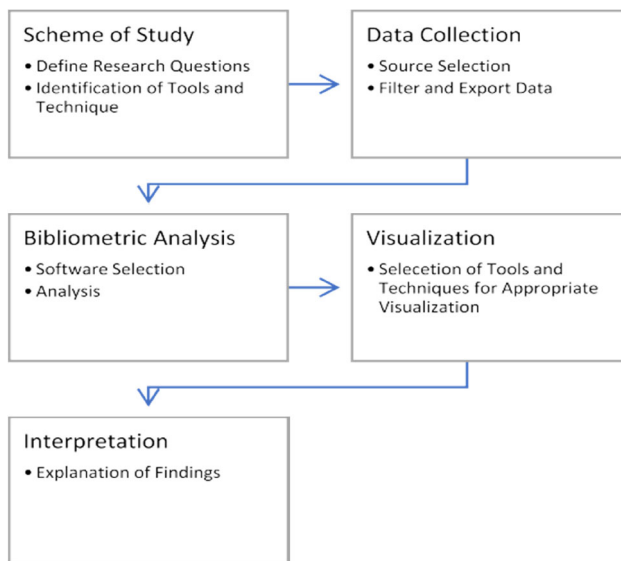 Scheme of Study
• Define Research Questions
• Identification of Tools and
Technique
Data Collection
• Source Selection
• Filter and Export Data
Bibliometric Analysis
• Software Selection
• Analysis
Visualization
• Selecetion of Tools and
Techniques for Appropriate
Visualization
Interpretation
• Explanation of Findings